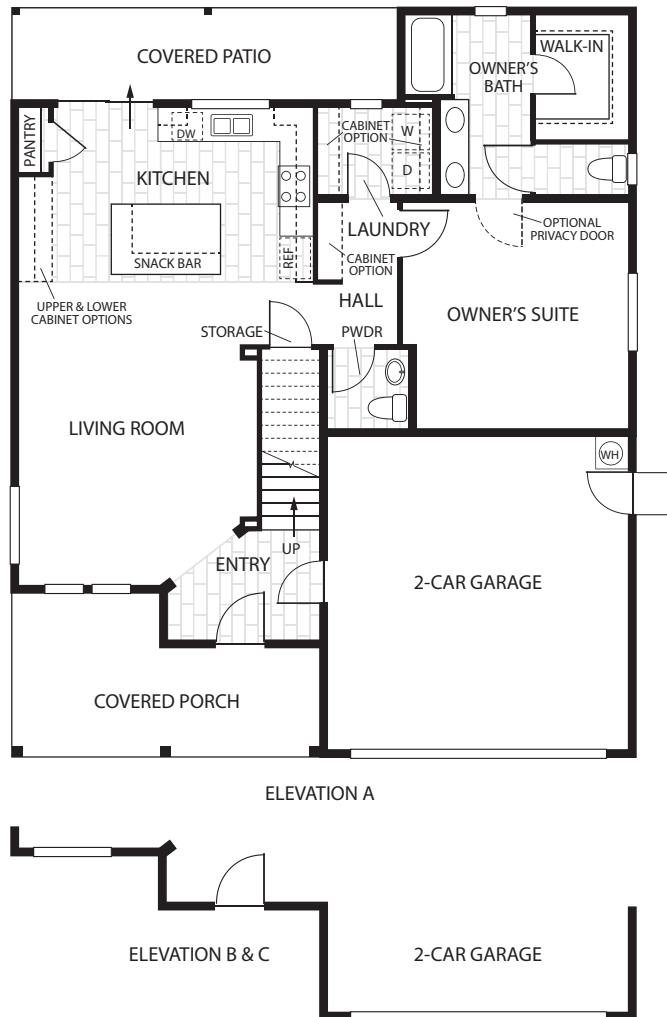 COVERED PATIO
WALK-IN
OWNER'S
BATH
PANTRY
DW
CABINET
OPTION
W
D
KITCHEN
LAUNDRY
OPTIONAL
PRIVACY DOOR
SNACK BAR
REF
CABINET
OPTION
UPPER & LOWER
CABINET OPTIONS
HALL
OWNER'S SUITE
STORAGE
PWDR
LIVING ROOM
WH
UP
ENTRY
2-CAR GARAGE
COVERED PORCH
ELEVATION A
ELEVATION B & C
2-CAR GARAGE